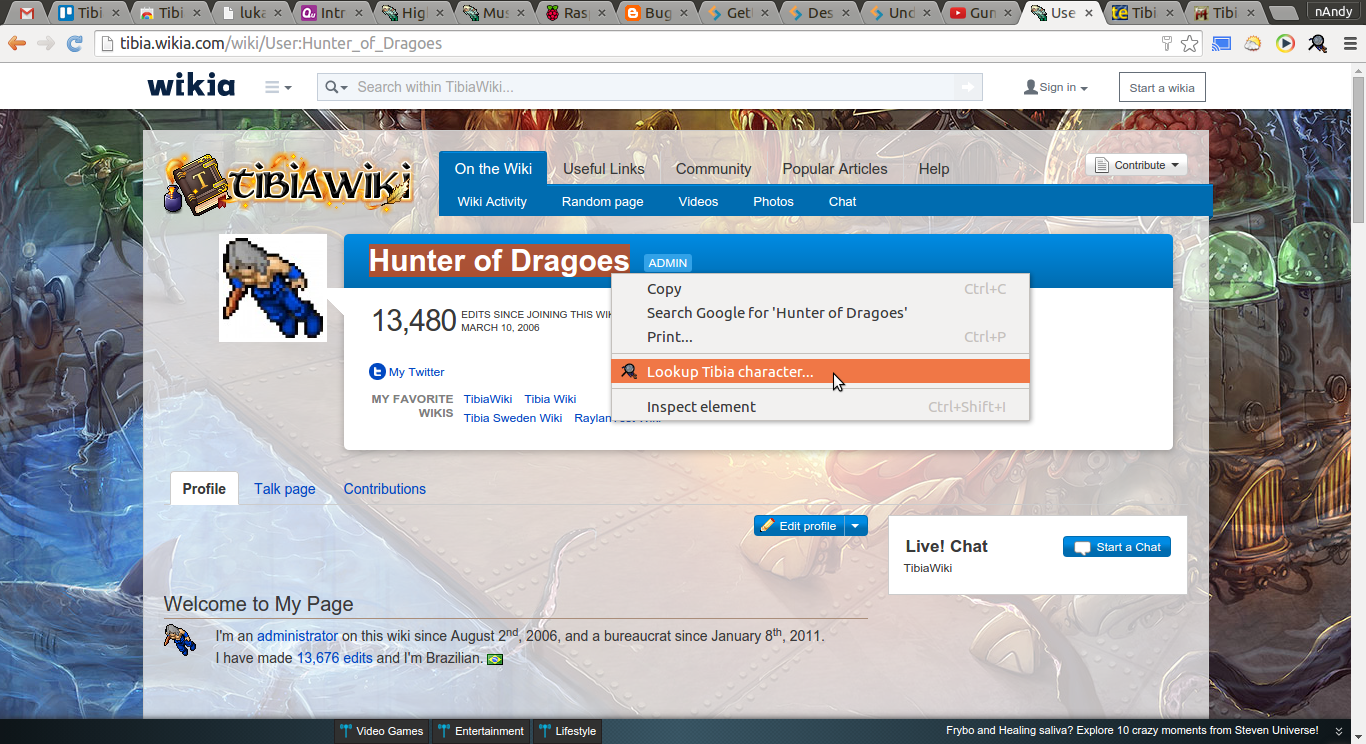 Tibi
Tibi
luka
Intr
Higl
Mus
Rasp
Bug
Gett
Des
Und
Gun
Use
Tibi
Tibi
nAndy
tibia.wikia.com/wiki/User:Hunter_of_Dragoes
wikia
Search within TibiaWiki...
Sign in
Start a wikia
TIBIAWIKI
On the Wiki
Useful Links
Community
Popular Articles
Help
Contribute
Wiki Activity
Random page
Videos
Photos
Chat
Hunter of Dragoes
ADMIN
Copy Ctrl+C
Search Google for 'Hunter of Dragoes'
Print... Ctrl+P
Lookup Tibia character...
Inspect element Ctrl+Shift+I
13,480
EDITS SINCE JOINING THIS WIK
MARCH 10, 2006
My Twitter
MY FAVORITE
WIKIS
TibiaWiki Tibia Wiki
Tibia Sweden Wiki Raylan
Profile
Talk page
Contributions
Edit profile
Live! Chat
Start a Chat
TibiaWiki
Welcome to My Page
I'm an administrator on this wiki since August 2nd, 2006, and a bureaucrat since January 8th, 2011.
I have made 13,676 edits and I'm Brazilian.
Video Games
Entertainment
Lifestyle
Frybo and Healing saliva? Explore 10 crazy moments from Steven Universe!